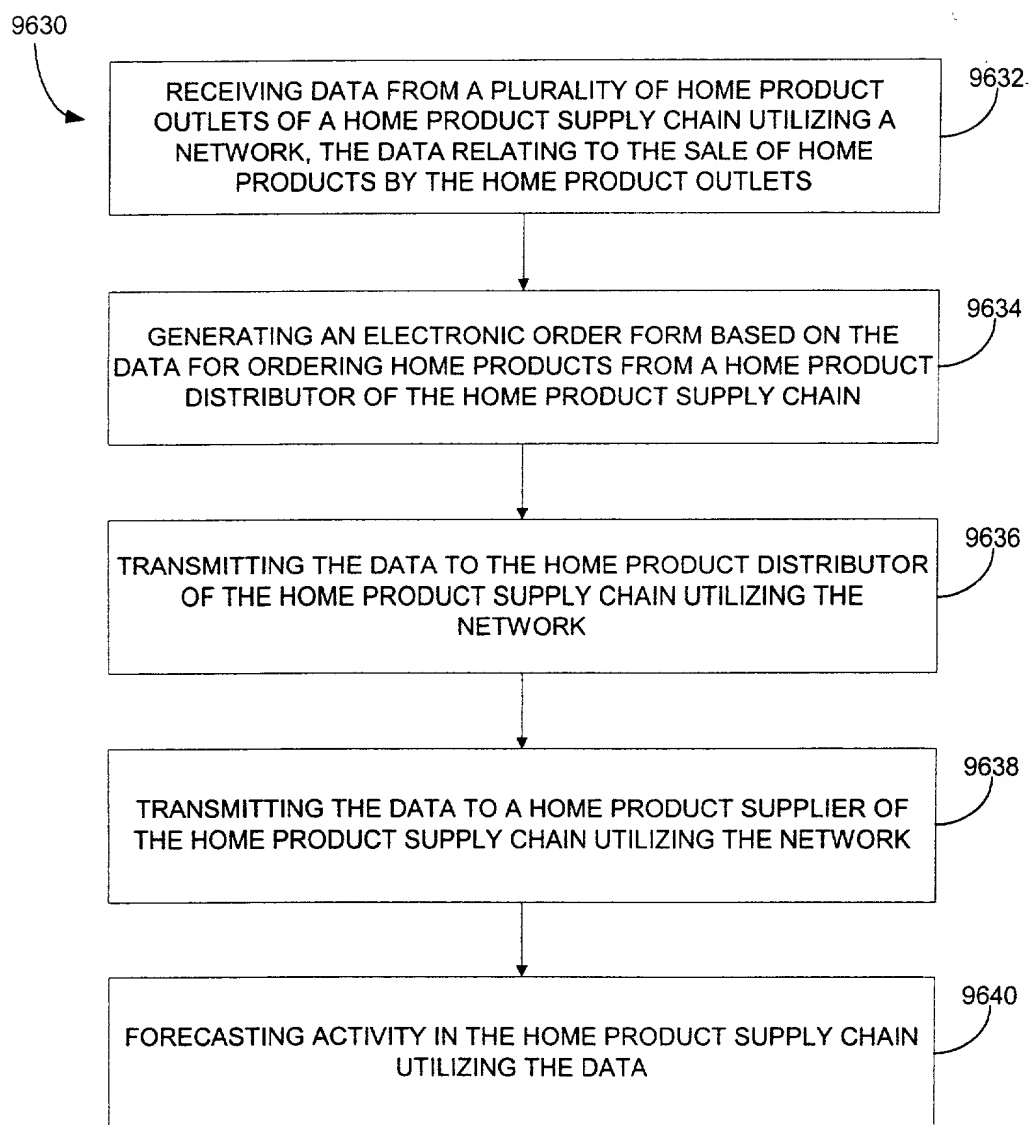 9630
RECEIVING DATA FROM A PLURALITY OF HOME PRODUCT
OUTLETS OF A HOME PRODUCT SUPPLY CHAIN UTILIZING A
NETWORK, THE DATA RELATING TO THE SALE OF HOME
PRODUCTS BY THE HOME PRODUCT OUTLETS
9632
GENERATING AN ELECTRONIC ORDER FORM BASED ON THE
DATA FOR ORDERING HOME PRODUCTS FROM A HOME PRODUCT
DISTRIBUTOR OF THE HOME PRODUCT SUPPLY CHAIN
9634
TRANSMITTING THE DATA TO THE HOME PRODUCT DISTRIBUTOR
OF THE HOME PRODUCT SUPPLY CHAIN UTILIZING THE
NETWORK
9636
TRANSMITTING THE DATA TO A HOME PRODUCT SUPPLIER OF
THE HOME PRODUCT SUPPLY CHAIN UTILIZING THE NETWORK
9638
FORECASTING ACTIVITY IN THE HOME PRODUCT SUPPLY CHAIN
UTILIZING THE DATA
9640